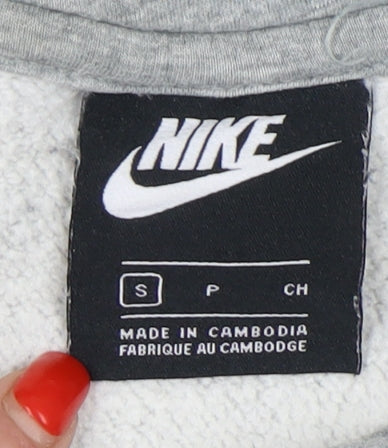 NIKE
S P CH
MADE IN CAMBODIA
FABRIQUE AU CAMBODGE